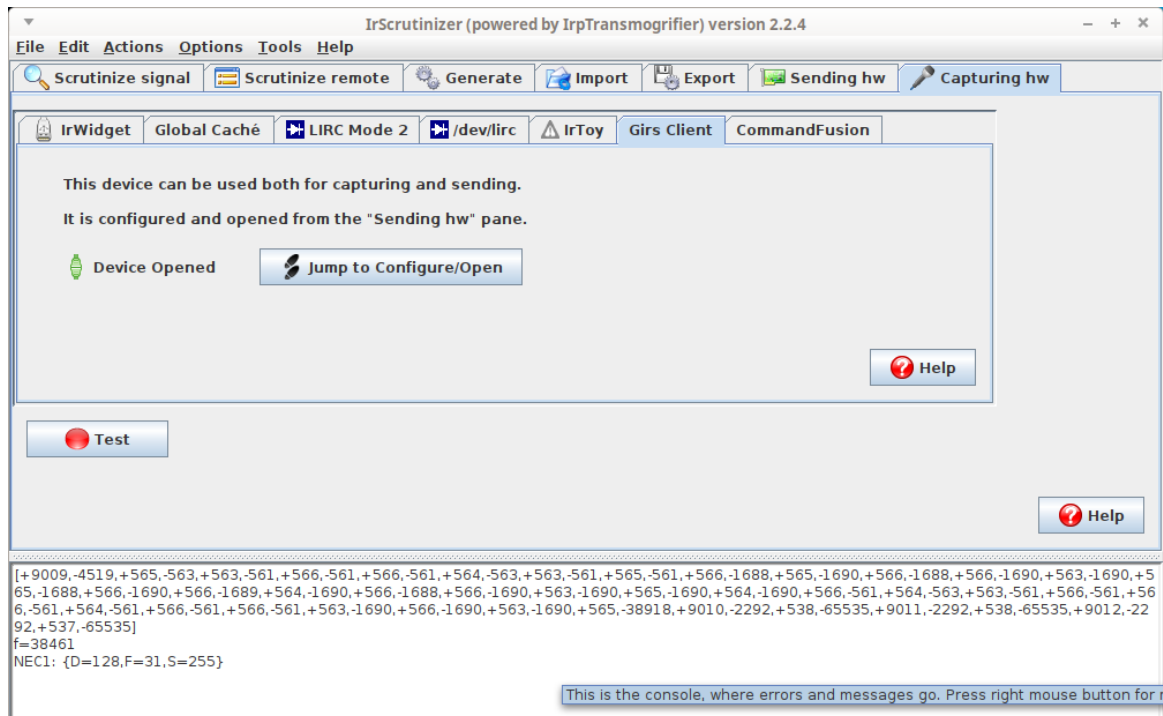 IrScrutinizer (powered by IrpTransmogrifier) version 2.2.4
File Edit Actions Options Tools Help
Scrutinize signal Scrutinize remote Generate Import Export Sending hw Capturing hw
IrWidget Global Caché LIRC Mode 2 /dev/lirc IrToy Girs Client CommandFusion
This device can be used both for capturing and sending.
It is configured and opened from the "Sending hw" pane.
Device Opened Jump to Configure/Open
Help
Test
Help
[+9009,-4519,+565,-563,+563,-561,+566,-561,+566,-561,+564,-563,+563,-561,+565,-561,+566,-1688,+565,-1690,+566,-1688,+566,-1690,+563,-1690,+5
65,-1688,+566,-1690,+566,-1689,+564,-1690,+566,-1688,+566,-1690,+563,-1690,+565,-1690,+564,-1690,+566,-561,+564,-563,+563,-561,+566,-561,+56
6,-561,+564,-561,+566,-561,+566,-561,+563,-1690,+566,-1690,+563,-1690,+565,-38918,+9010,-2292,+538,-65535,+9011,-2292,+538,-65535,+9012,-22
92,+537,-65535]
f=38461
NEC1: {D=128,F=31,S=255}
This is the console, where errors and messages go. Press right mouse button for